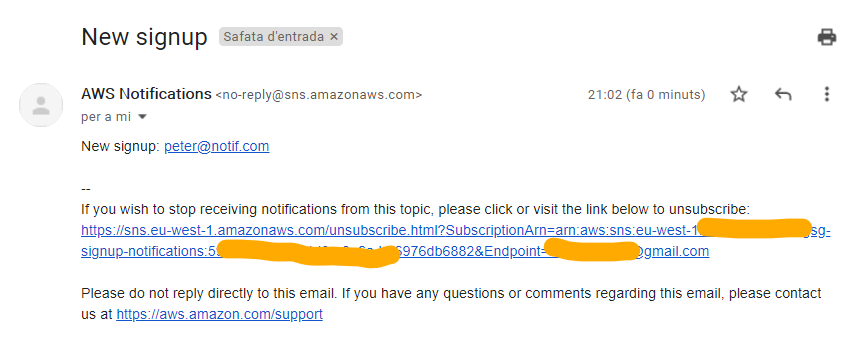 New signup Safata d'entrada ×
AWS Notifications <no-reply@sns.amazonaws.com> 21:02 (fa 0 minuts)
per a mi
New signup: peter@notif.com
--
If you wish to stop receiving notifications from this topic, please click or visit the link below to unsubscribe:
https://sns.eu-west-1.amazonaws.com/unsubscribe.html?SubscriptionArn=arn:aws:sns:eu-west-1 sg-
signup-notifications:5 6976db6882&Endpoint= @gmail.com
Please do not reply directly to this email. If you have any questions or comments regarding this email, please contact
us at https://aws.amazon.com/support